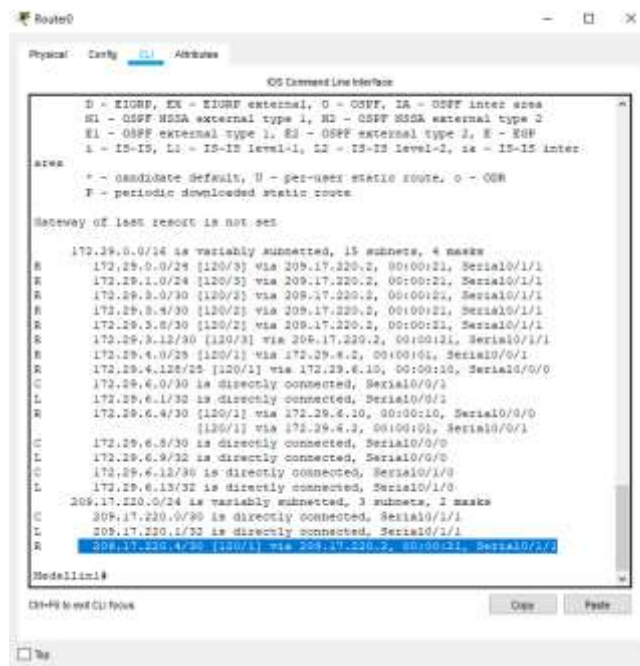 Router0
Physical Config CLI Attributes
IOS Command Line Interface
D - EIGRP, EX - EIGRP external, O - OSPF, IA - OSPF inter area
N1 - OSPF NSSA external type 1, N2 - OSPF NSSA external type 2
E1 - OSPF external type 1, E2 - OSPF external type 2, E - EGP
i - IS-IS, L1 - IS-IS level-1, L2 - IS-IS level-2, ia - IS-IS inter
area
* - candidate default, U - per-user static route, o - ODR
P - periodic downloaded static route
Gateway of last resort is not set
172.29.0.0/16 is variably subnetted, 15 subnets, 4 masks
R 172.29.0.0/24 [120/3] via 209.17.220.2, 00:00:21, Serial0/1/1
R 172.29.1.0/24 [120/3] via 209.17.220.2, 00:00:21, Serial0/1/1
R 172.29.3.0/30 [120/2] via 209.17.220.2, 00:00:21, Serial0/1/1
R 172.29.3.4/30 [120/2] via 209.17.220.2, 00:00:21, Serial0/1/1
R 172.29.3.8/30 [120/2] via 209.17.220.2, 00:00:21, Serial0/1/1
R 172.29.3.12/30 [120/3] via 209.17.220.2, 00:00:21, Serial0/1/1
R 172.29.4.0/25 [120/1] via 172.29.6.2, 00:00:01, Serial0/0/1
R 172.29.4.128/25 [120/1] via 172.29.6.10, 00:00:10, Serial0/0/0
C 172.29.6.0/30 is directly connected, Serial0/0/1
L 172.29.6.1/32 is directly connected, Serial0/0/1
R 172.29.6.4/30 [120/1] via 172.29.6.10, 00:00:10, Serial0/0/0
[120/1] via 172.29.6.2, 00:00:01, Serial0/0/1
C 172.29.6.8/30 is directly connected, Serial0/0/0
L 172.29.6.9/32 is directly connected, Serial0/0/0
C 172.29.6.12/30 is directly connected, Serial0/1/0
L 172.29.6.13/32 is directly connected, Serial0/1/0
209.17.220.0/24 is variably subnetted, 3 subnets, 2 masks
C 209.17.220.0/30 is directly connected, Serial0/1/1
L 209.17.220.1/32 is directly connected, Serial0/1/1
R 209.17.220.4/30 [120/1] via 209.17.220.2, 00:00:21, Serial0/1/1
Medellin1#
Ctrl+F6 to exit CLI focus
Copy Paste
Top